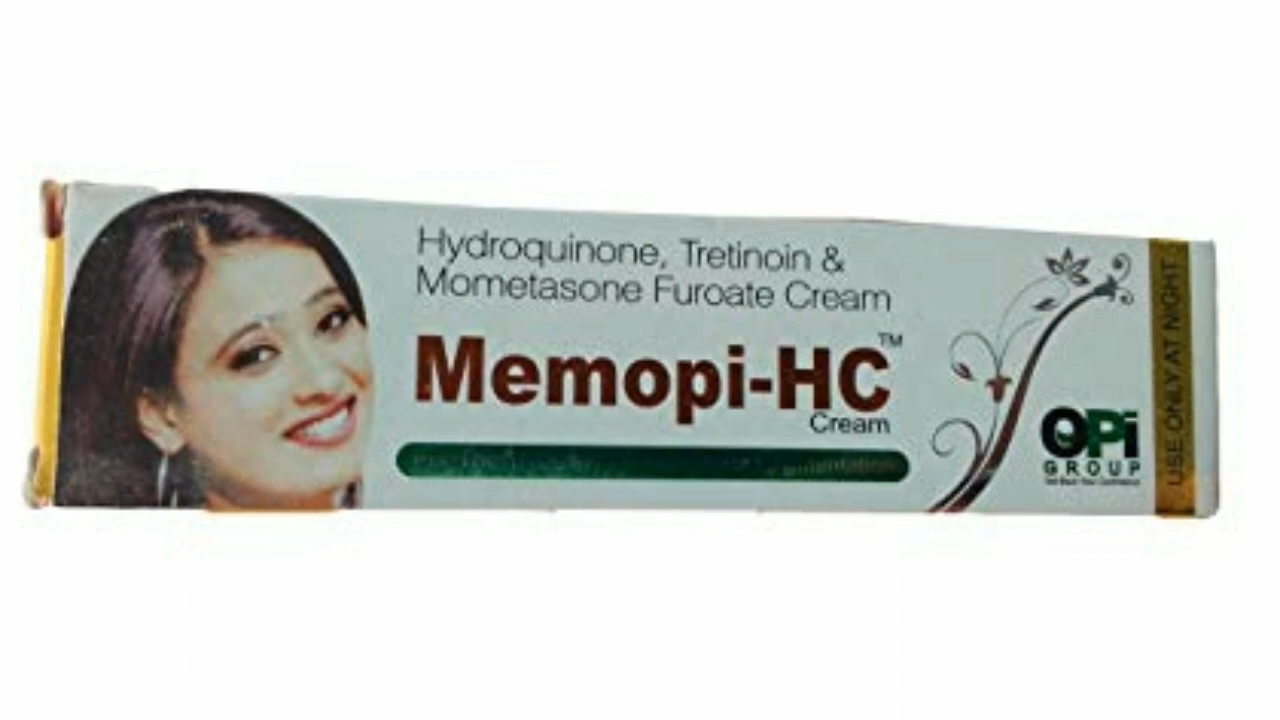 Hydroquinone, Tretinoin &
Mometasone Furoate Cream
Memopi-HC™
Cream
OPi
GROUP
USE ONLY AT NIGHT